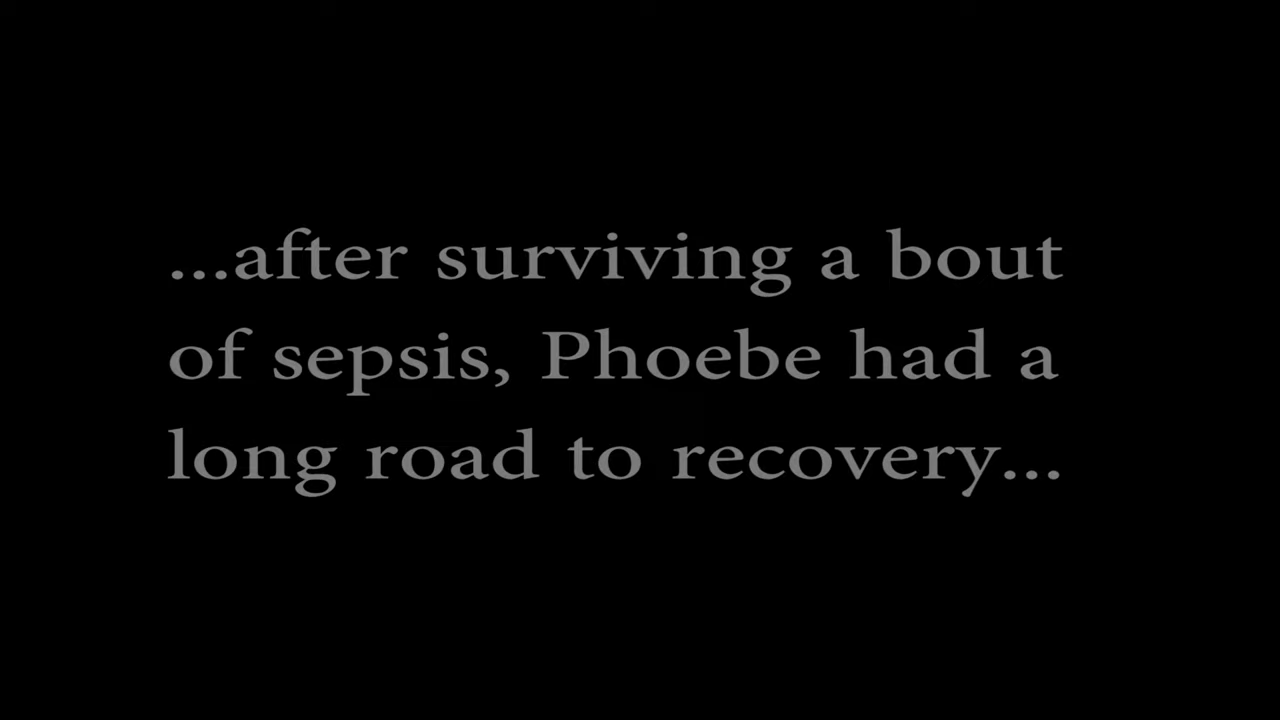 ...after surviving a bout
of sepsis, Phoebe had a
long road to recovery...